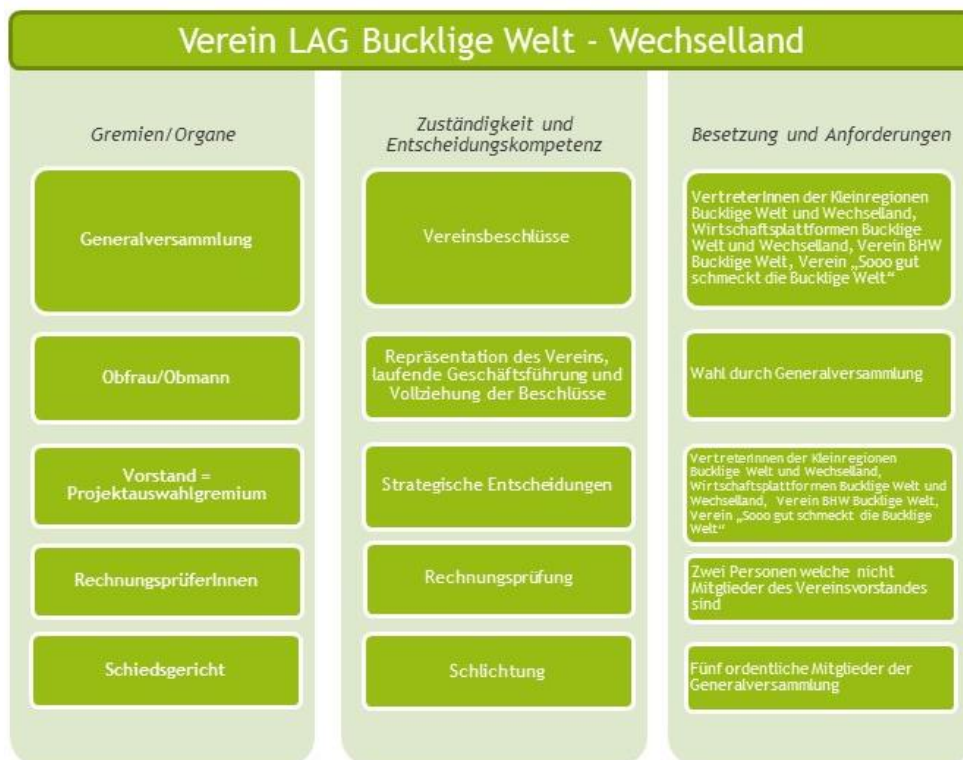 Verein LAG Bucklige Welt - Wechselland
Gremien/Organe
Zuständigkeit und
Entscheidungskompetenz
Besetzung und Anforderungen
Generalversammlung
Vereinsbeschlüsse
VertreterInnen der Kleinregionen
Bucklige Welt und Wechselland,
Wirtschaftsplattformen Bucklige
Welt und Wechselland, Verein BHW
Bucklige Welt, Verein „Sooo gut
schmeckt die Bucklige Welt“
Obfrau/Obmann
Repräsentation des Vereins,
laufende Geschäftsführung und
Vollziehung der Beschlüsse
Wahl durch Generalversammlung
Vorstand =
Projektauswahlgremium
Strategische Entscheidungen
VertreterInnen der Kleinregionen
Bucklige Welt und Wechselland,
Wirtschaftsplattformen Bucklige Welt und
Wechselland, Verein BHW Bucklige Welt,
Verein „Sooo gut schmeckt die Bucklige
Welt“
RechnungsprüferInnen
Rechnungsprüfung
Zwei Personen welche nicht
Mitglieder des Vereinsvorstandes
sind
Schiedsgericht
Schlichtung
Fünf ordentliche Mitglieder der
Generalversammlung